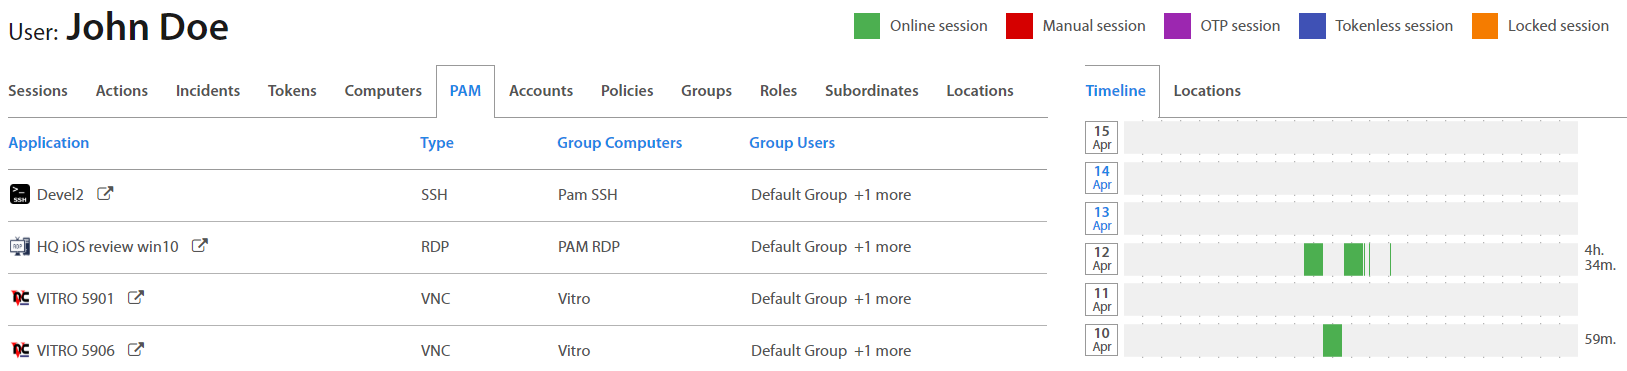 User: John Doe
Online session Manual session OTP session Tokenless session Locked session
Sessions Actions Incidents Tokens Computers PAM Accounts Policies Groups Roles Subordinates Locations
Application Type Group Computers Group Users
>_ SSH Devel2 SSH Pam SSH Default Group +1 more
RDP HQ iOS review win10 RDP PAM RDP Default Group +1 more
VITRO 5901 VNC Vitro Default Group +1 more
VITRO 5906 VNC Vitro Default Group +1 more
Timeline Locations
15
Apr
14
Apr
13
Apr
12
Apr
4h.
34m.
11
Apr
10
Apr
59m.